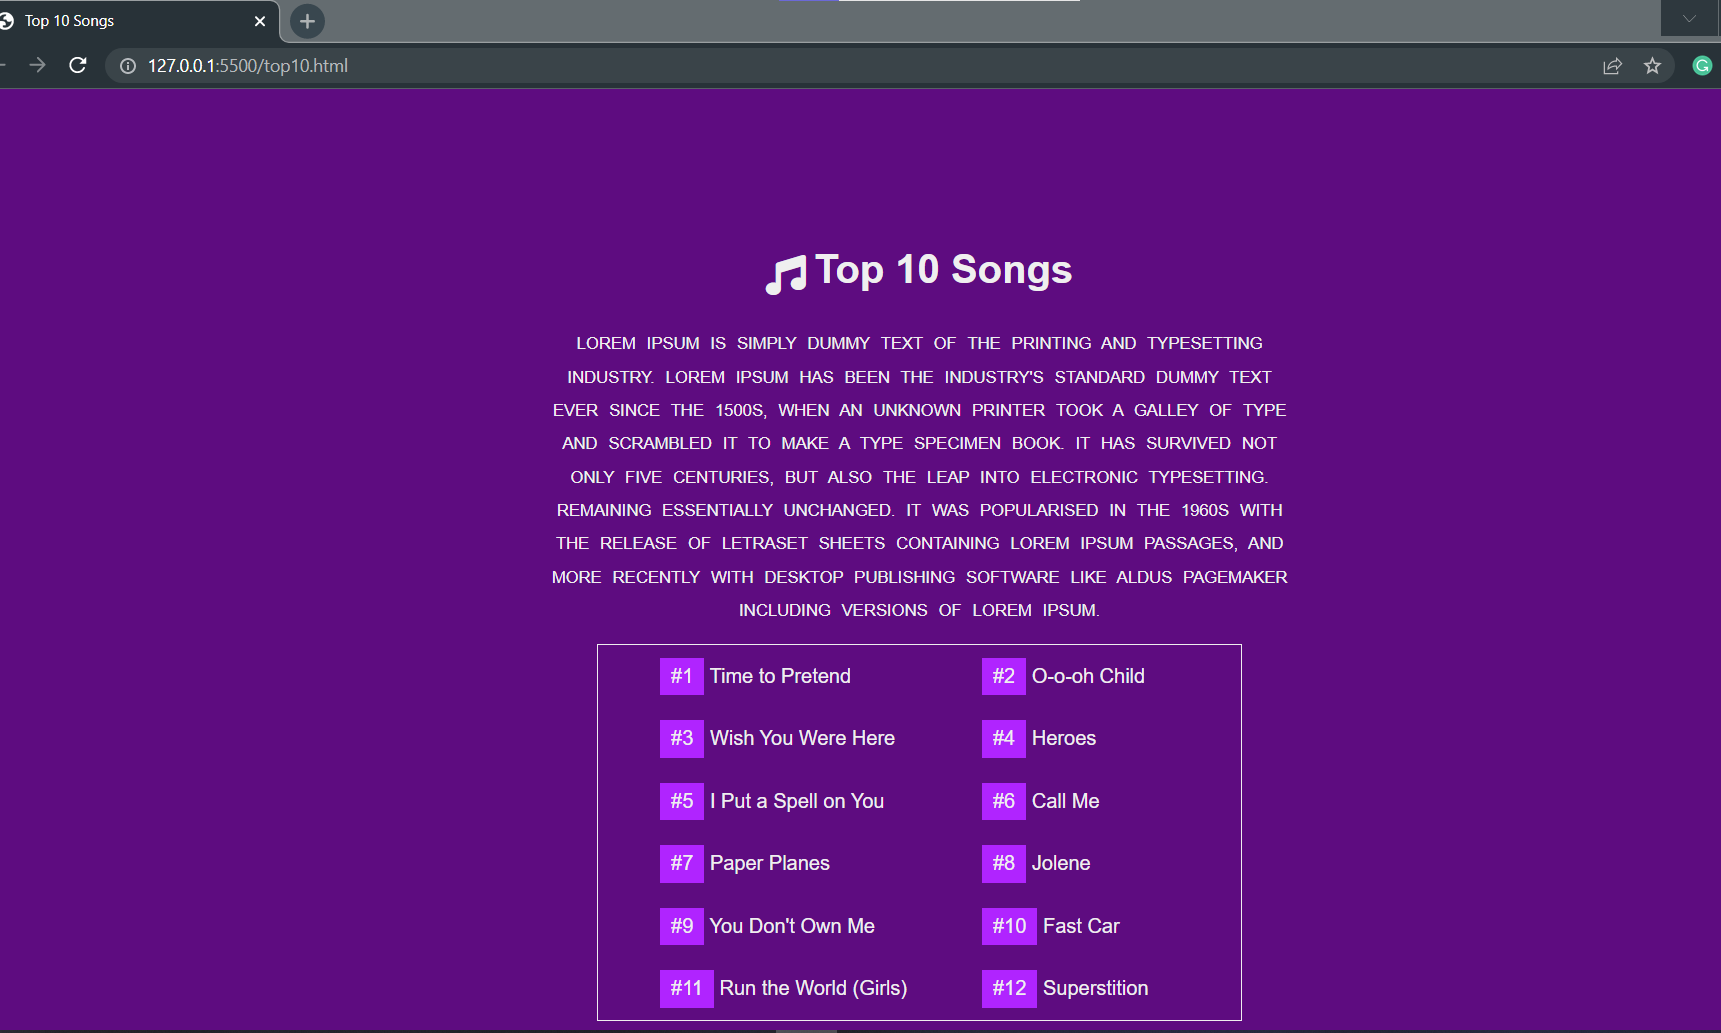 Top 10 Songs
127.0.0.1:5500/top10.html
Top 10 Songs
LOREM IPSUM IS SIMPLY DUMMY TEXT OF THE PRINTING AND TYPESETTING
INDUSTRY. LOREM IPSUM HAS BEEN THE INDUSTRY'S STANDARD DUMMY TEXT
EVER SINCE THE 1500S, WHEN AN UNKNOWN PRINTER TOOK A GALLEY OF TYPE
AND SCRAMBLED IT TO MAKE A TYPE SPECIMEN BOOK. IT HAS SURVIVED NOT
ONLY FIVE CENTURIES, BUT ALSO THE LEAP INTO ELECTRONIC TYPESETTING.
REMAINING ESSENTIALLY UNCHANGED. IT WAS POPULARISED IN THE 1960S WITH
THE RELEASE OF LETRASET SHEETS CONTAINING LOREM IPSUM PASSAGES, AND
MORE RECENTLY WITH DESKTOP PUBLISHING SOFTWARE LIKE ALDUS PAGEMAKER
INCLUDING VERSIONS OF LOREM IPSUM.
#1 Time to Pretend
#2 O-o-oh Child
#3 Wish You Were Here
#4 Heroes
#5 I Put a Spell on You
#6 Call Me
#7 Paper Planes
#8 Jolene
#9 You Don't Own Me
#10 Fast Car
#11 Run the World (Girls)
#12 Superstition